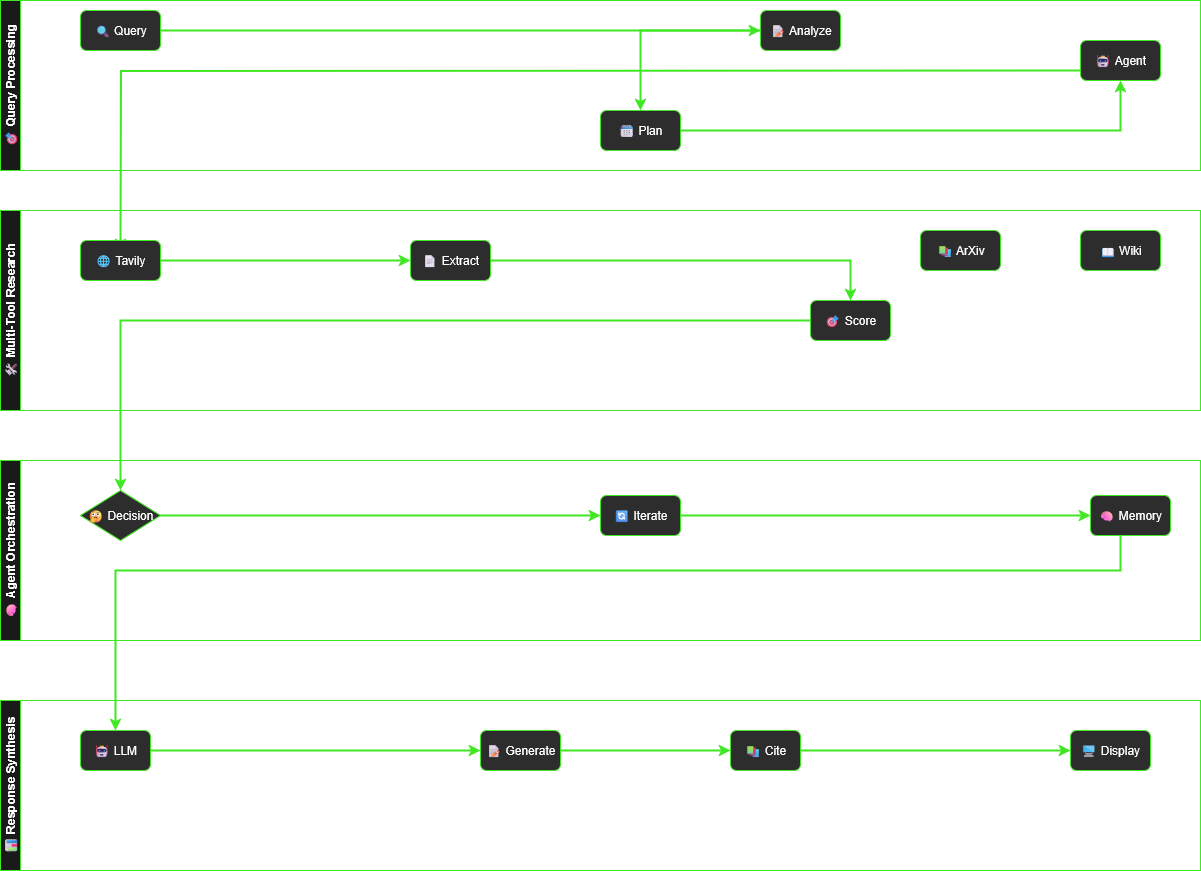 Query Processing
Query
Analyze
Agent
Plan
Multi-Tool Research
Tavily
Extract
ArXiv
Wiki
Score
Agent Orchestration
Decision
Iterate
Memory
Response Synthesis
LLM
Generate
Cite
Display